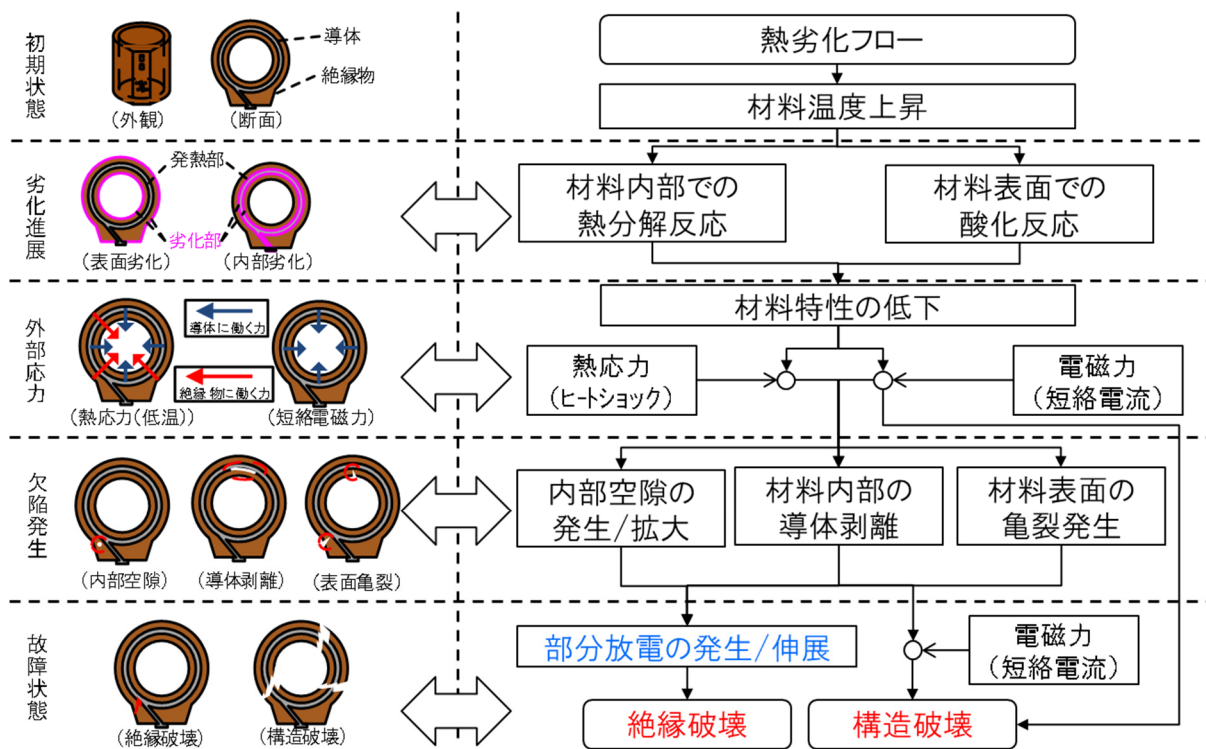 初期状態
導体
絶縁物
(外観)
(断面)
熱劣化フロー
材料温度上昇
劣化進展
発熱部
劣化部
(表面劣化)
(内部劣化)
材料内部での
熱分解反応
材料表面での
酸化反応
外部応力
導体に働く力
絶縁物に働く力
(熱応力(低温))
(短絡電磁力)
材料特性の低下
熱応力
(ヒートショック)
電磁力
(短絡電流)
欠陥発生
(内部空隙)
(導体剥離)
(表面亀裂)
内部空隙の
発生/拡大
材料内部の
導体剥離
材料表面の
亀裂発生
故障状態
(絶縁破壊)
(構造破壊)
部分放電の発生/伸展
電磁力
(短絡電流)
絶縁破壊
構造破壊